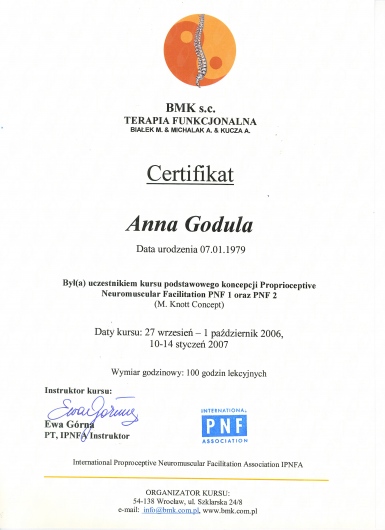 BMK s.c.
TERAPIA FUNKCJONALNA
BIAŁEK M. & MICHALAK A. & KUCZA A.
Certifikat
Anna Godula
Data urodzenia 07.01.1979
Był(a) uczestnikiem kursu podstawowego koncepcji Proprioceptive
Neuromuscular Facilitation PNF 1 oraz PNF 2
(M. Knott Concept)
Daty kursu: 27 wrzesień – 1 październik 2006,
10-14 styczeń 2007
Wymiar godzinowy: 100 godzin lekcyjnych
Instruktor kursu:
Ewa Górna
Ewa Górna
PT, IPNFA Instruktor
INTERNATIONAL
PNF
ASSOCIATION
International Proproceptive Neuromuscular Facilitation Association IPNFA
ORGANIZATOR KURSU:
54-138 Wrocław, ul. Szklarska 24/8
e-mail: info@bmk.com.pl, www.bmk.com.pl